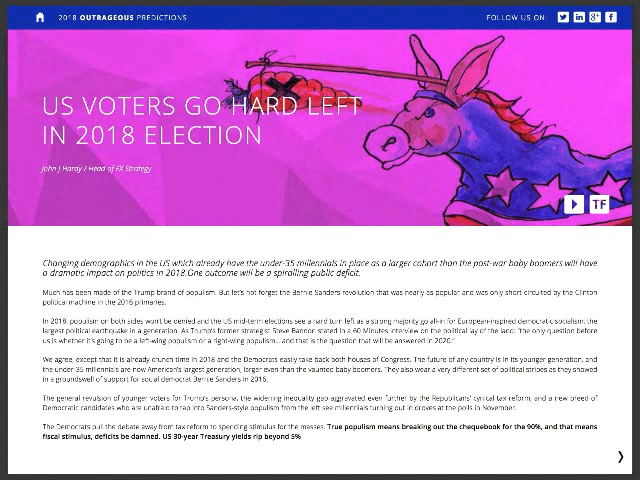 2018 OUTRAGEOUS PREDICTIONS
FOLLOW US ON:
US VOTERS GO HARD LEFT
IN 2018 ELECTION
John J Hardy / Head of FX Strategy
TF
Changing demographics in the US which already have the under-35 millennials in place as a larger cohort than the post-war baby boomers will have
a dramatic impact on politics in 2018.One outcome will be a spiralling public deficit.
Much has been made of the Trump brand of populism. But let's not forget the Bernie Sanders revolution that was nearly as popular and was only short-circuited by the Clinton
political machine in the 2016 primaries.
In 2018, populism on both sides won't be denied and the US mid-term elections see a hard turn left as a strong majority go all-in for European-inspired democratic socialism, the
largest political earthquake in a generation. As Trump's former strategist Steve Bannon stated in a 60 Minutes interview on the political lay of the land: "the only question before
us is whether it's going to be a left-wing populism or a right-wing populism... and that is the question that will be answered in 2020."
We agree, except that it is already crunch time in 2018 and the Democrats easily take back both houses of Congress. The future of any country is in its younger generation, and
the under-35 millennials are now American's largest generation, larger even than the vaunted baby boomers. They also wear a very different set of political stripes as they showed
in a groundswell of support for social democrat Bernie Sanders in 2016.
The general revulsion of younger voters for Trump's persona, the widening inequality gap aggravated even further by the Republicans' cynical tax reform, and a new breed of
Democratic candidates who are unafraid to tap into Sanders-style populism from the left see millennials turning out in droves at the polls in November.
The Democrats pull the debate away from tax reform to spending stimulus for the masses. True populism means breaking out the chequebook for the 90%, and that means
fiscal stimulus, deficits be damned. US 30-year Treasury yields rip beyond 5%